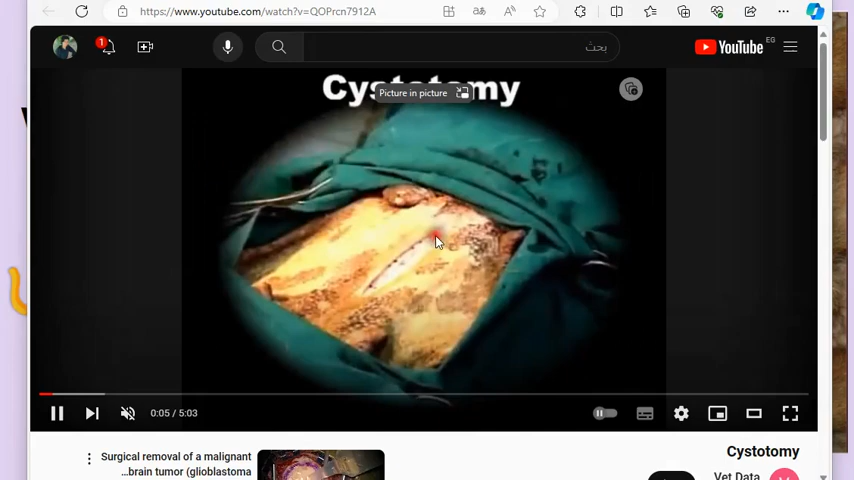 https://www.youtube.com/watch?v=QOPrcn7912A
1
بحث
YouTube EG
Cystotomy
Picture in picture
0:05 / 5:03
Cystotomy
Vet Data
Surgical removal of a malignant
...brain tumor (glioblastoma